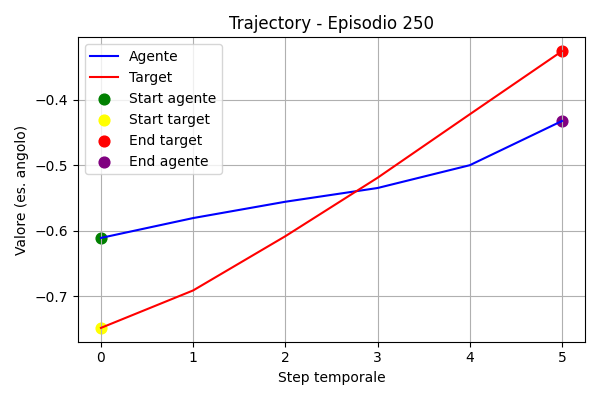 Trajectory - Episodio 250
Agente
Target
Start agente
Start target
End target
End agente
Valore (es. angolo)
−0.4
−0.5
−0.6
−0.7
0 1 2 3 4 5
Step temporale